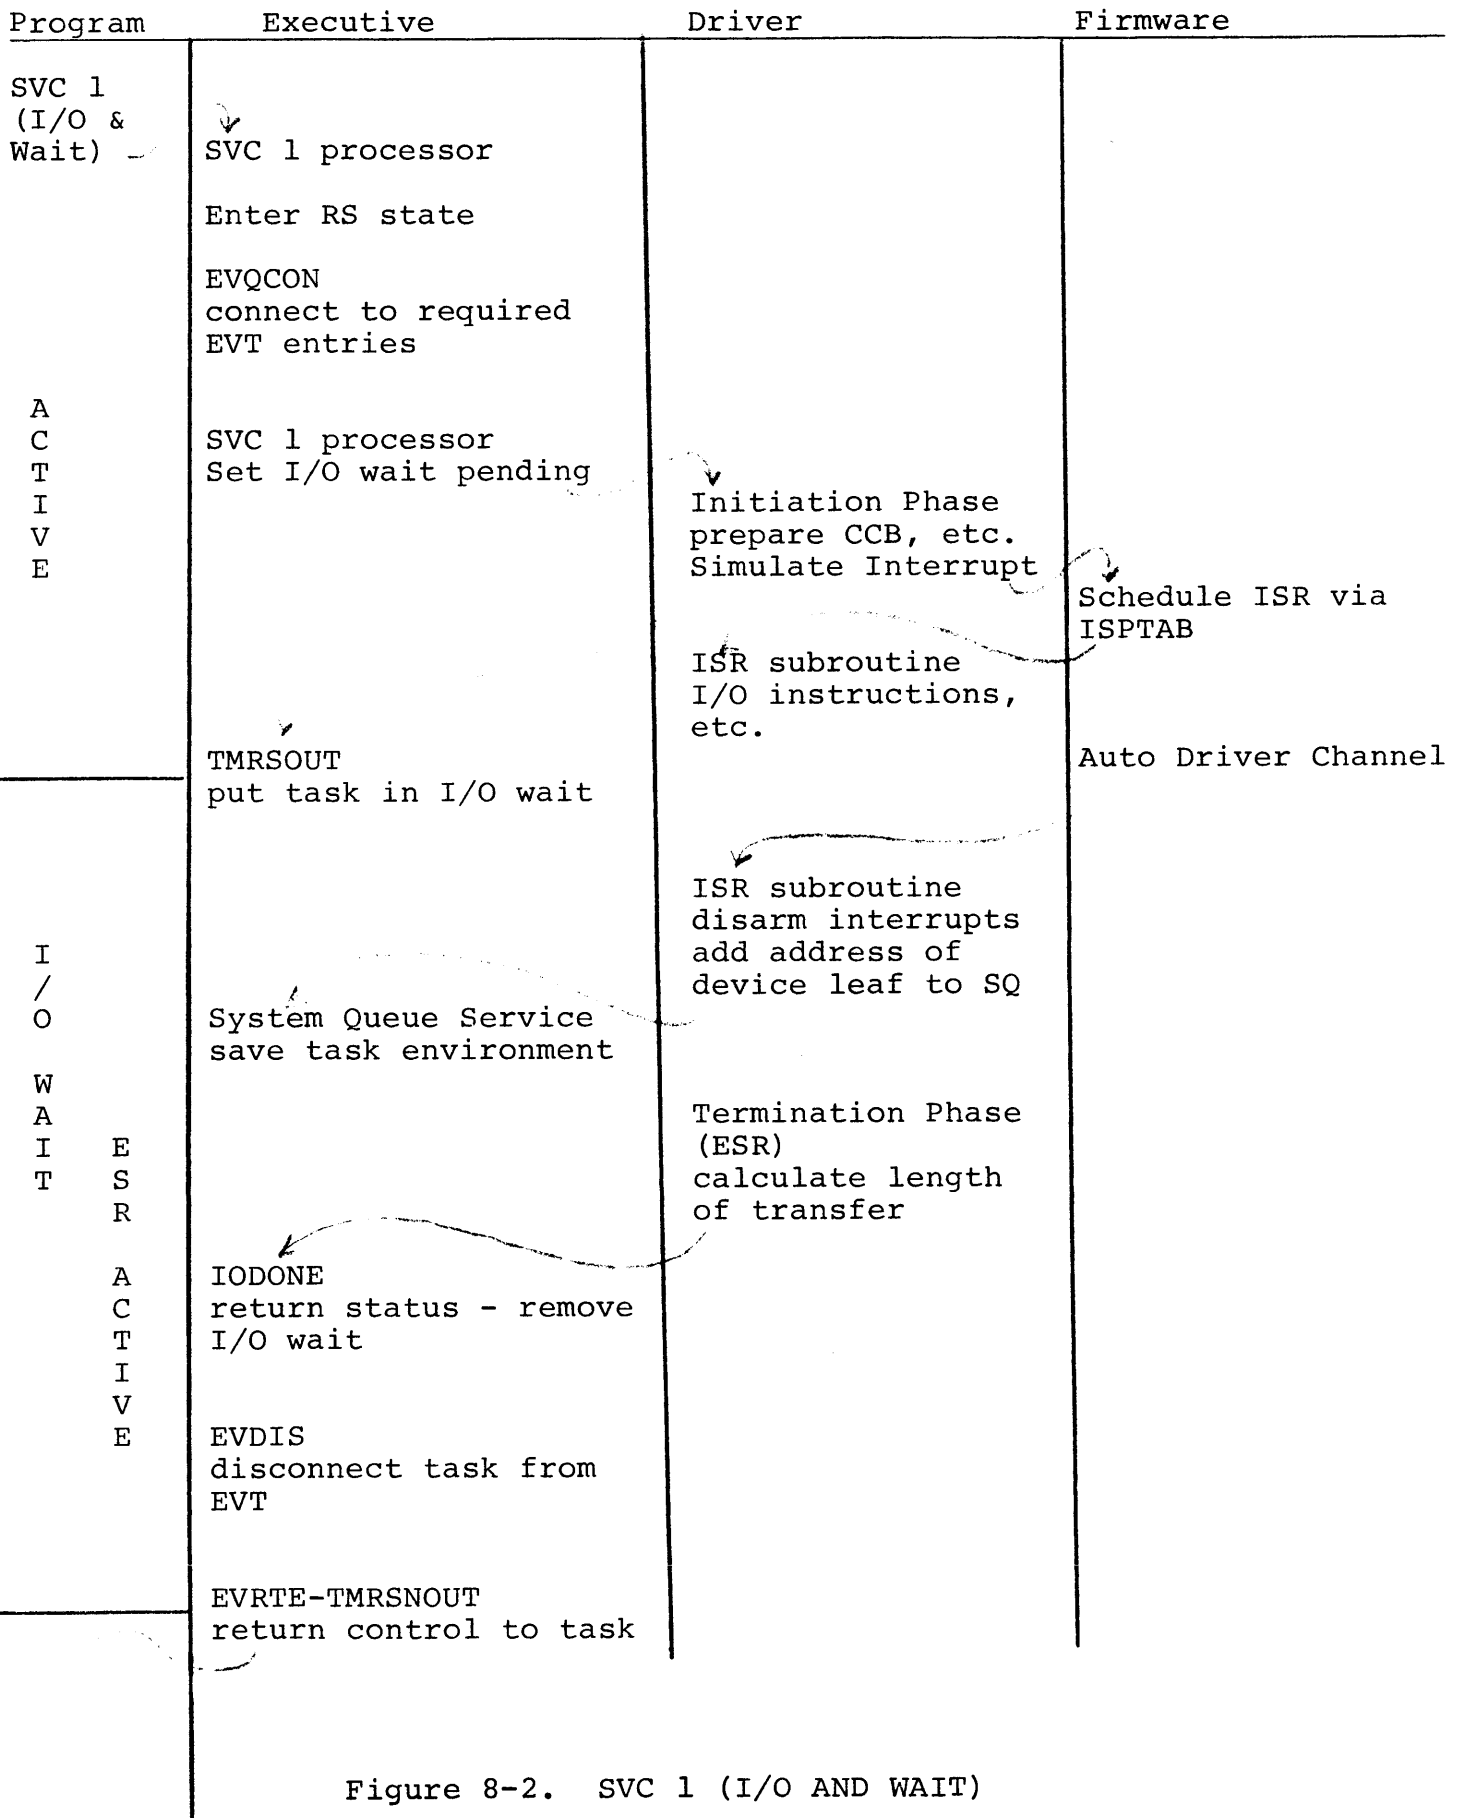 Program Executive Driver Firmware
SVC 1
(I/O &
Wait)
SVC 1 processor
Enter RS state
EVQCON
connect to required
EVT entries
A
C
T
I
V
E
SVC 1 processor
Set I/O wait pending
Initiation Phase
prepare CCB, etc.
Simulate Interrupt
Schedule ISR via
ISPTAB
ISR subroutine
I/O instructions,
etc.
TMRSOUT
put task in I/O wait
Auto Driver Channel
ISR subroutine
disarm interrupts
add address of
device leaf to SQ
I
/
O
W
A
I
T
System Queue Service
save task environment
Termination Phase
(ESR)
calculate length
of transfer
E
S
R
A
C
T
I
V
E
IODONE
return status - remove
I/O wait
EVDIS
disconnect task from
EVT
EVRTE-TMRSNOUT
return control to task
Figure 8-2. SVC 1 (I/O AND WAIT)